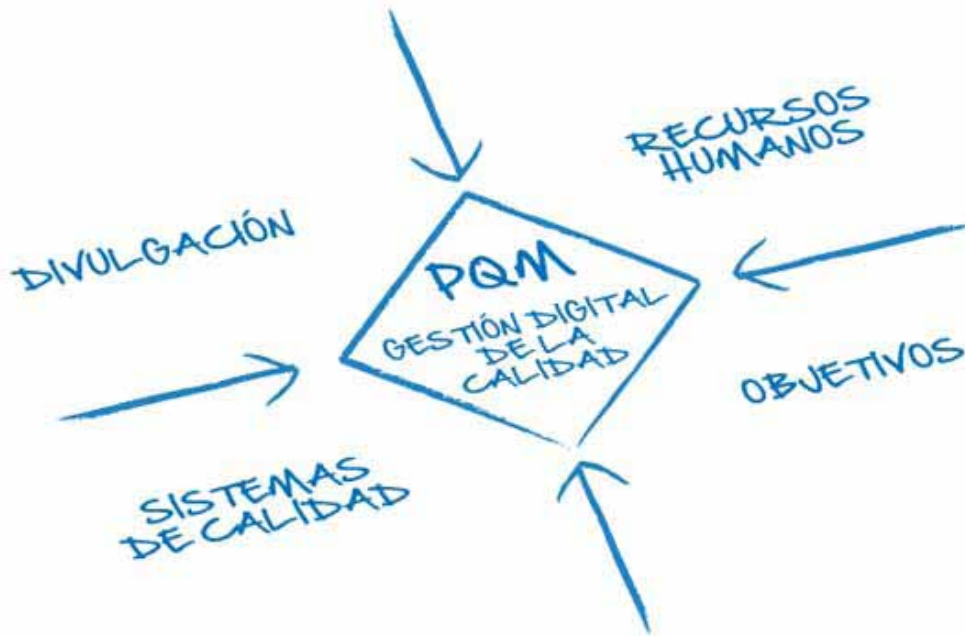 RECURSOS
HUMANOS
DIVULGACIÓN
PQM
GESTIÓN DIGITAL
DE LA
CALIDAD
OBJETIVOS
SISTEMAS
DE CALIDAD